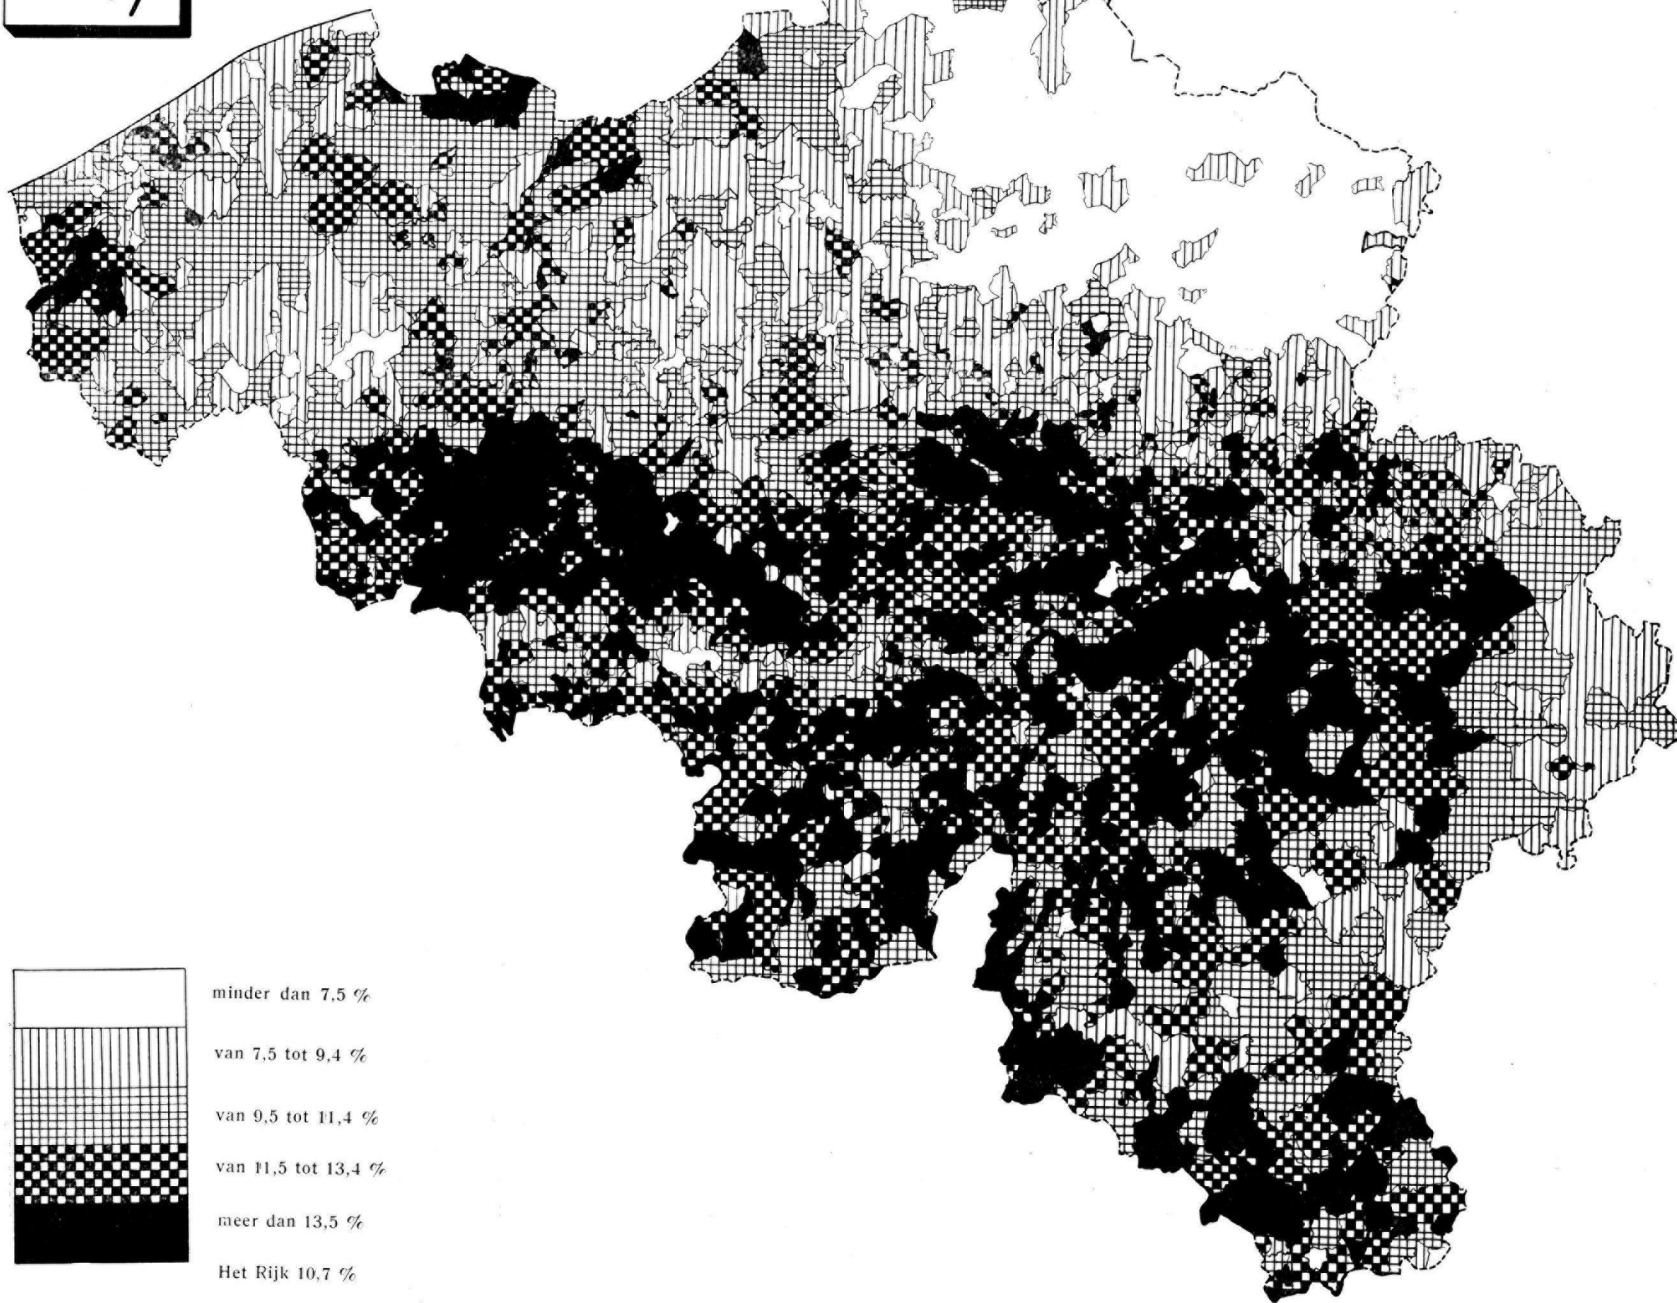 minder dan 7,5 %
van 7,5 tot 9,4 %
van 9,5 tot 11,4 %
van 11,5 tot 13,4 %
meer dan 13,5 %
Het Rijk 10,7 %